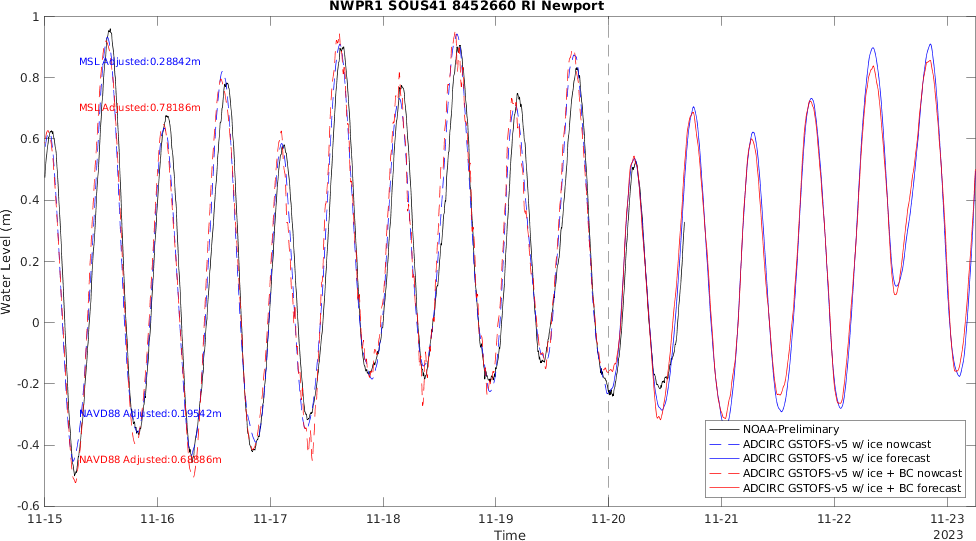 NWPR1 SOUS41 8452660 RI Newport
1
0.8
0.6
0.4
0.2
0
-0.2
-0.4
-0.6
Water Level (m)
MSL Adjusted:0.28842m
MSL Adjusted:0.78186m
NAVD88 Adjusted:0.19542m
NAVD88 Adjusted:0.68886m
NOAA-Preliminary
ADCIRC GSTOFS-v5 w/ ice nowcast
ADCIRC GSTOFS-v5 w/ ice forecast
ADCIRC GSTOFS-v5 w/ ice + BC nowcast
ADCIRC GSTOFS-v5 w/ ice + BC forecast
11-15 11-16 11-17 11-18 11-19 11-20 11-21 11-22 11-23
Time
2023